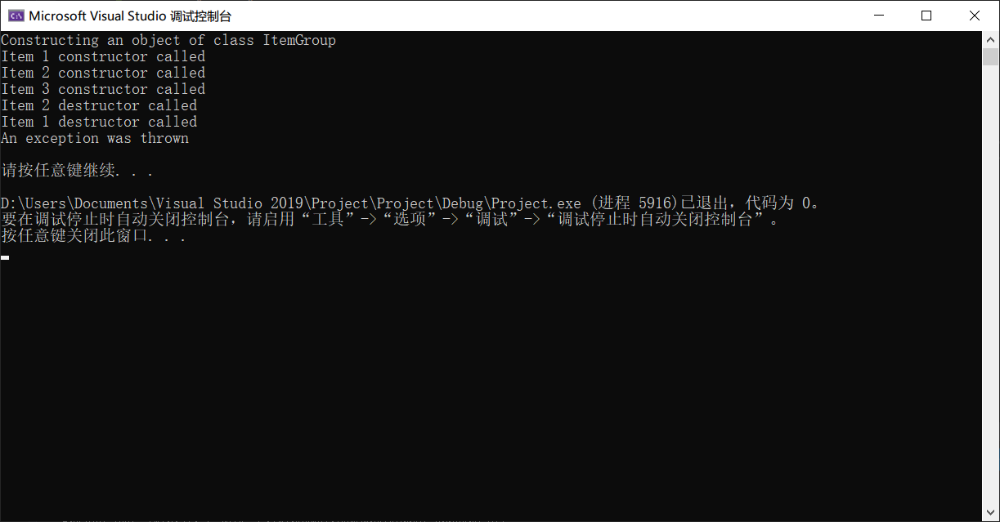 Microsoft Visual Studio 调试控制台
Constructing an object of class ItemGroup
Item 1 constructor called
Item 2 constructor called
Item 3 constructor called
Item 2 destructor called
Item 1 destructor called
An exception was thrown
请按任意键继续. . .
D:\Users\Documents\Visual Studio 2019\Project\Project\Debug\Project.exe (进程 5916)已退出，代码为 0。
要在调试停止时自动关闭控制台，请启用“工具”->“选项”->“调试”->“调试停止时自动关闭控制台”。
按任意键关闭此窗口. . .